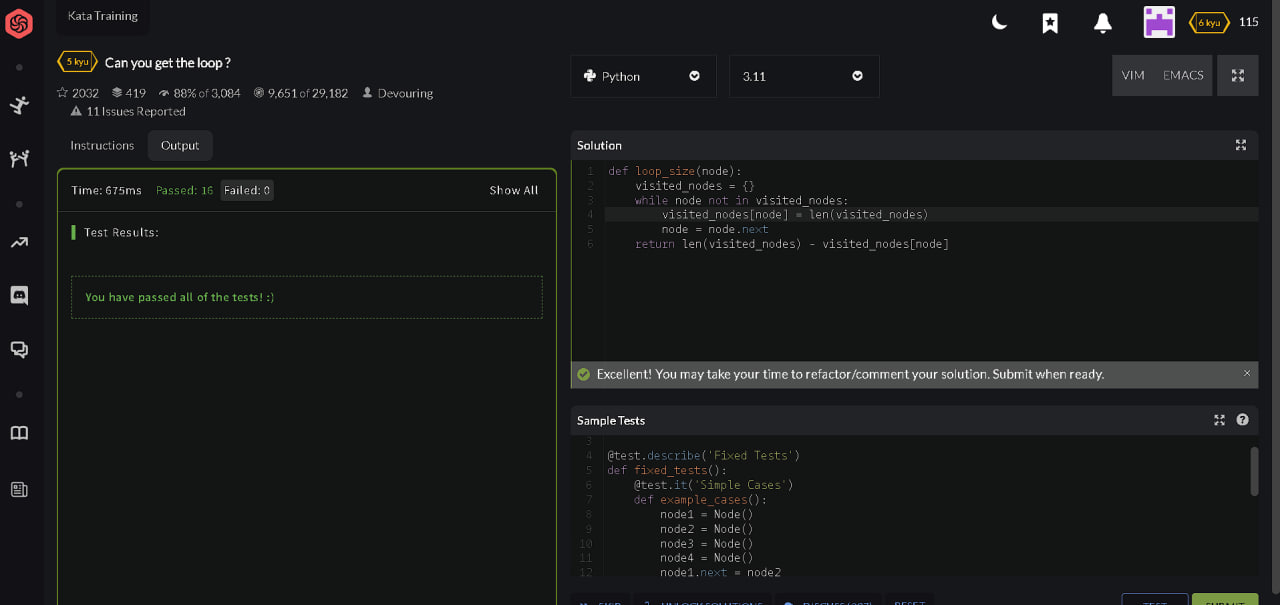 Kata Training
6 kyu
115
5 kyu
Can you get the loop ?
2032
419
88% of 3,084
9,651 of 29,182
Devouring
11 Issues Reported
Python
3.11
VIM
EMACS
Instructions
Output
Time: 675ms
Passed: 16
Failed: 0
Show All
Test Results:
You have passed all of the tests! :)
Solution
1 def loop_size(node):
2     visited_nodes = {}
3     while node not in visited_nodes:
4         visited_nodes[node] = len(visited_nodes)
5         node = node.next
6     return len(visited_nodes) - visited_nodes[node]
Excellent! You may take your time to refactor/comment your solution. Submit when ready.
Sample Tests
3
4 @test.describe('Fixed Tests')
5 def fixed_tests():
6     @test.it('Simple Cases')
7     def example_cases():
8         node1 = Node()
9         node2 = Node()
10         node3 = Node()
11         node4 = Node()
12         node1.next = node2
SKIP
UNLOCK SOLUTIONS
RESET
TEST
SUBMIT